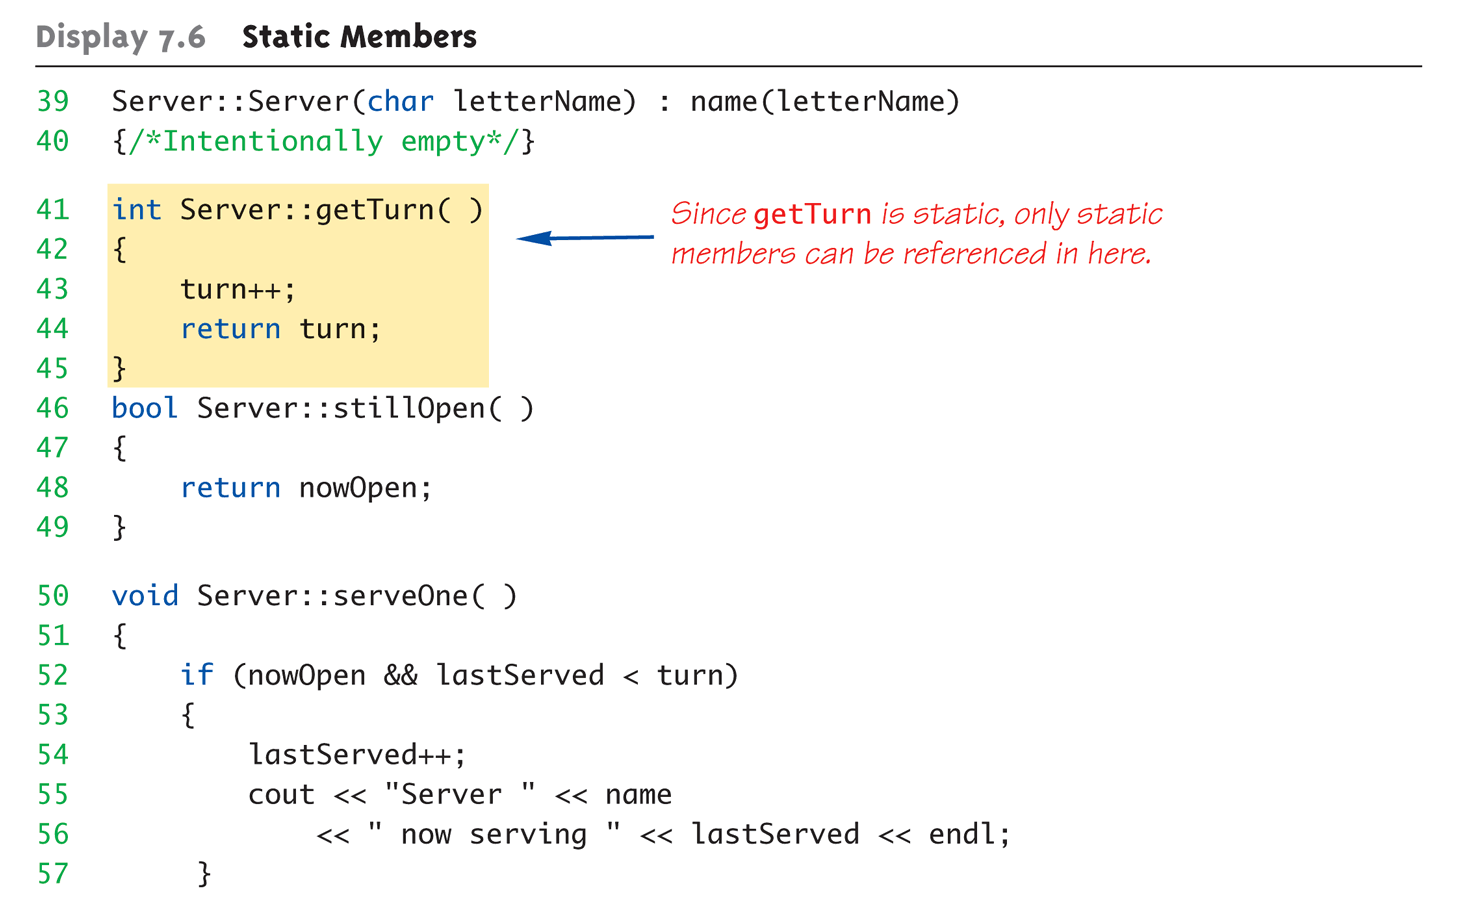 Display 7.6 Static Members
39 Server::Server(char letterName) : name(letterName)
40 {/*Intentionally empty*/}
41 int Server::getTurn( )
42 {
43 turn++;
44 return turn;
45 }
Since getTurn is static, only static
members can be referenced in here.
46 bool Server::stillOpen( )
47 {
48 return nowOpen;
49 }
50 void Server::serveOne( )
51 {
52 if (nowOpen && lastServed < turn)
53 {
54 lastServed++;
55 cout << "Server " << name
56 << " now serving " << lastServed << endl;
57 }